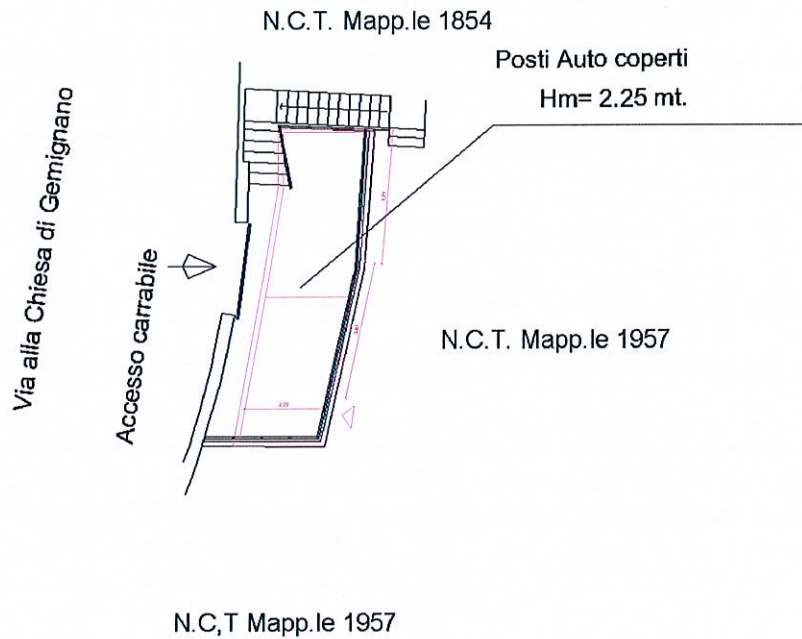 N.C.T. Mapp.le 1854
Posti Auto coperti
Hm= 2.25 mt.
Via alla Chiesa di Gemignano
Accesso carrabile
N.C.T. Mapp.le 1957
N.C,T Mapp.le 1957